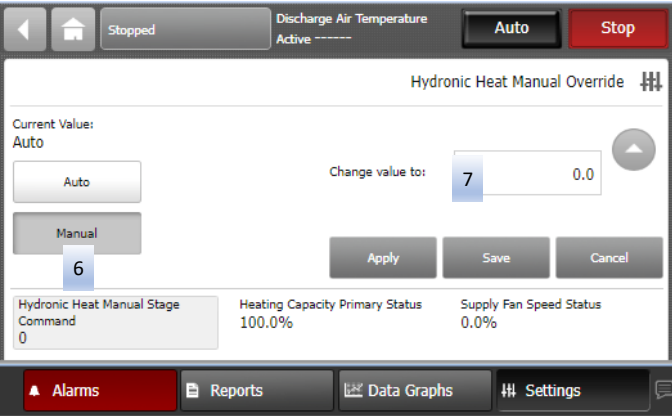 Stopped
Discharge Air Temperature
Active ------
Auto
Stop
Hydronic Heat Manual Override
Current Value:
Auto
Auto
Change value to:
7
0.0
Manual
6
Apply
Save
Cancel
Hydronic Heat Manual Stage
Command
0
Heating Capacity Primary Status
100.0%
Supply Fan Speed Status
0.0%
Alarms
Reports
Data Graphs
Settings